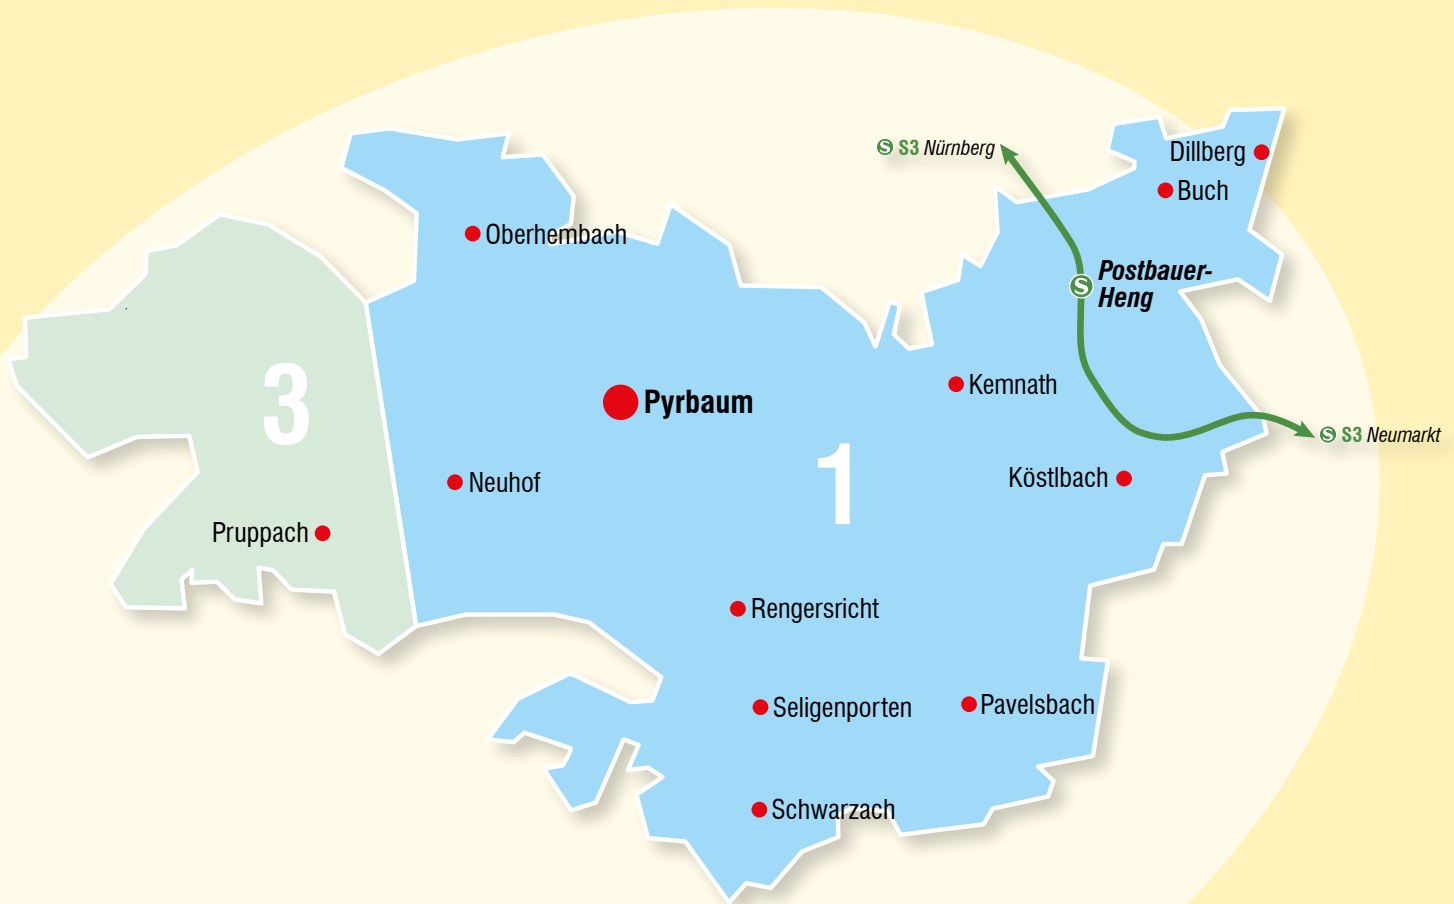 S S3 Nürnberg
Dillberg
Buch
Oberhembach
S
Postbauer-
Heng
3
Kemnath
Pyrbaum
S S3 Neumarkt
1
Neuhof
Köstlbach
Pruppach
Rengersricht
Seligenporten
Pavelsbach
Schwarzach